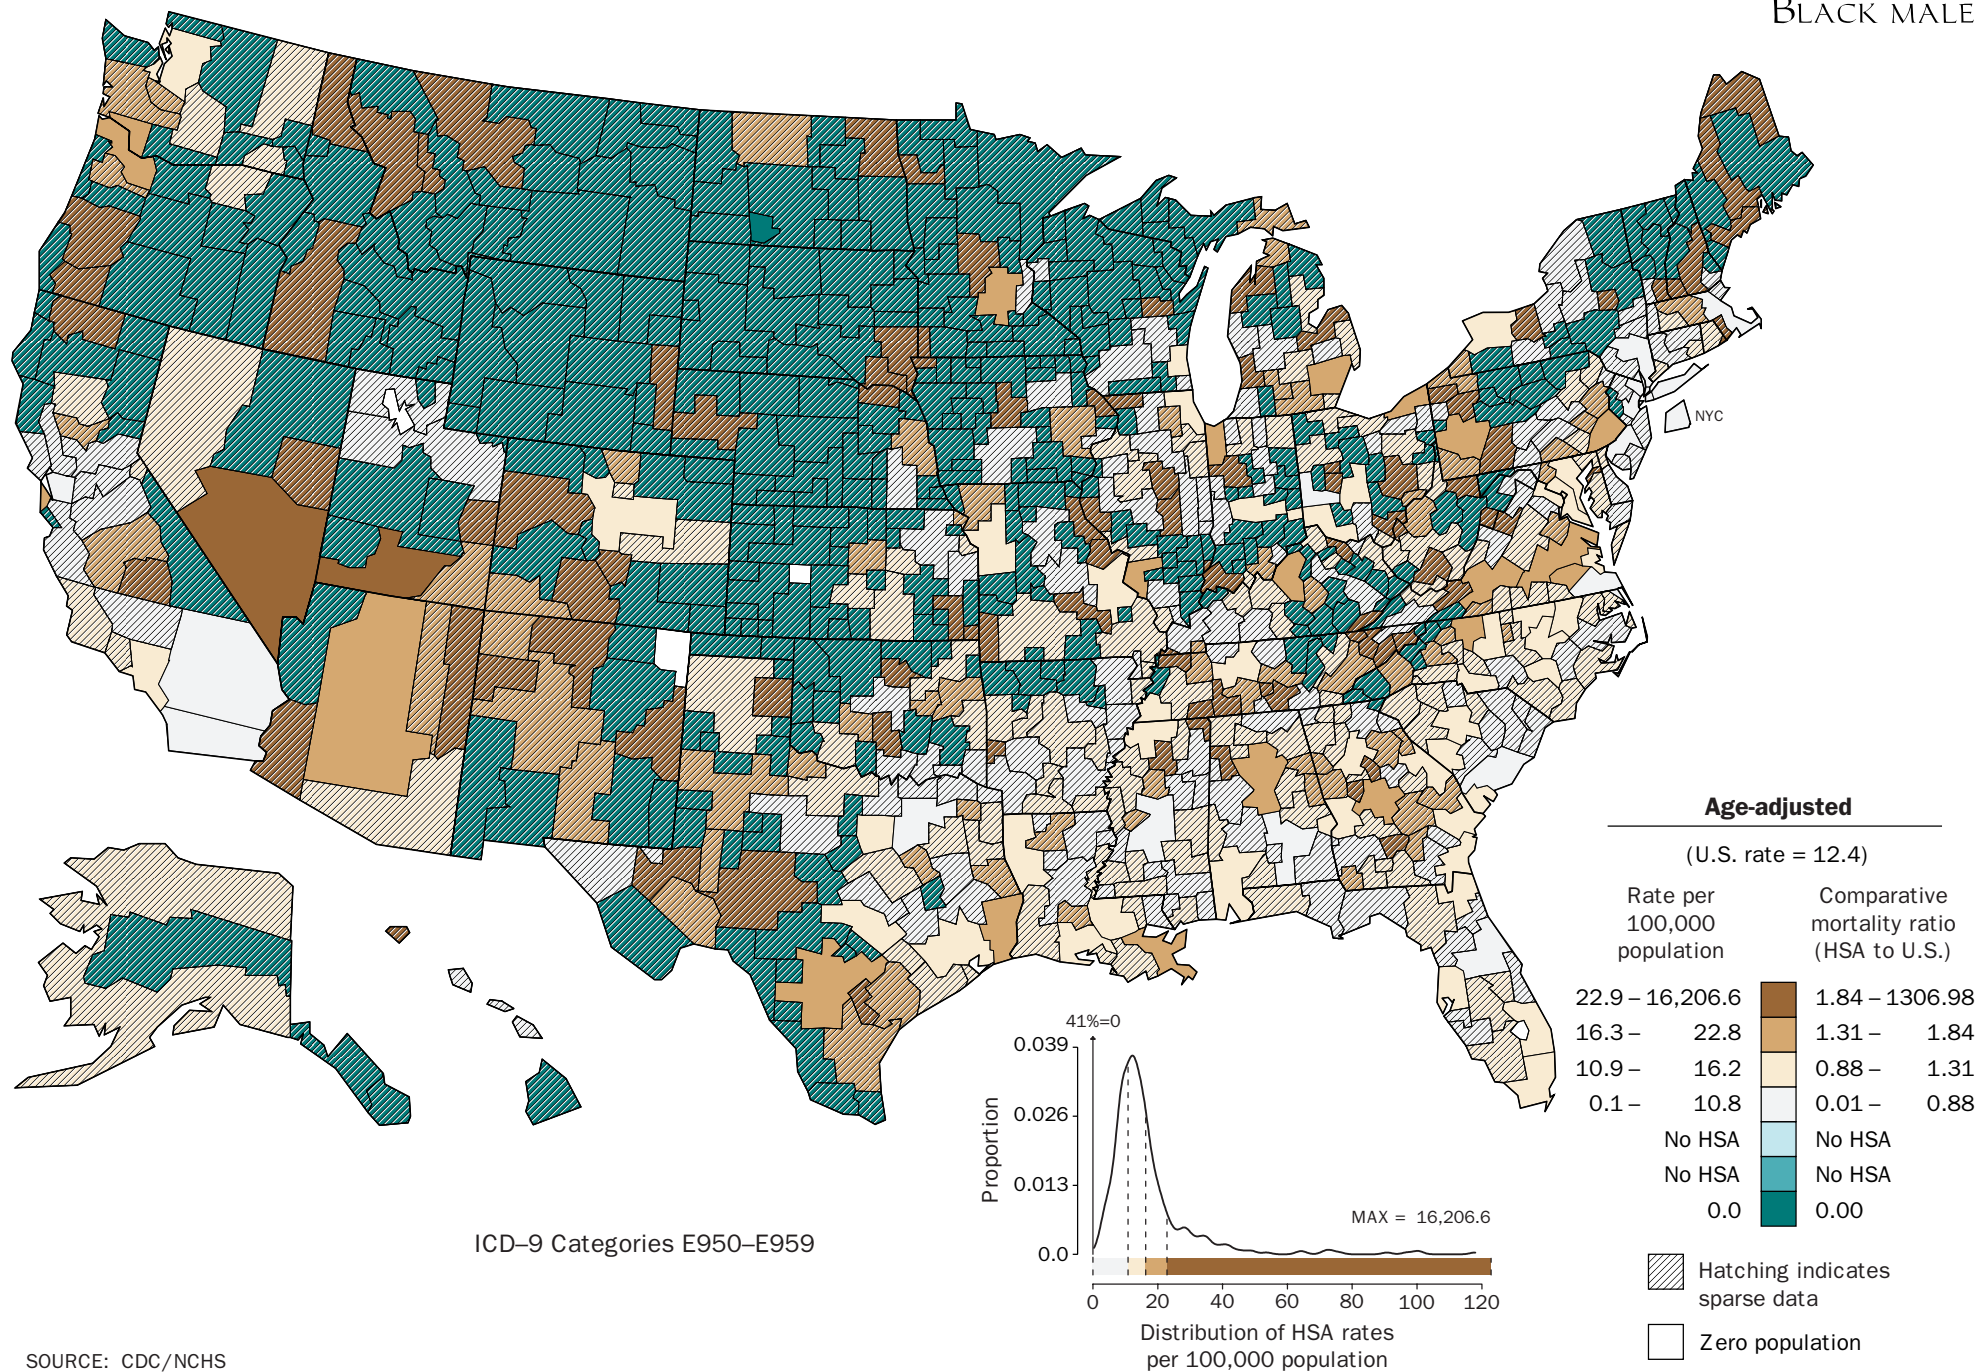 BLACK MALE
NYC
Age-adjusted
(U.S. rate = 12.4)
Rate per
100,000
population
Comparative
mortality ratio
(HSA to U.S.)
22.9 – 16,206.6 1.84 – 1306.98
16.3 – 22.8 1.31 – 1.84
10.9 – 16.2 0.88 – 1.31
0.1 – 10.8 0.01 – 0.88
No HSA No HSA
No HSA No HSA
0.0 0.00
Hatching indicates
sparse data
Zero population
41%=0
0.039
0.026
0.013
0.0
Proportion
MAX = 16,206.6
0 20 40 60 80 100 120
Distribution of HSA rates
per 100,000 population
ICD–9 Categories E950–E959
SOURCE: CDC/NCHS